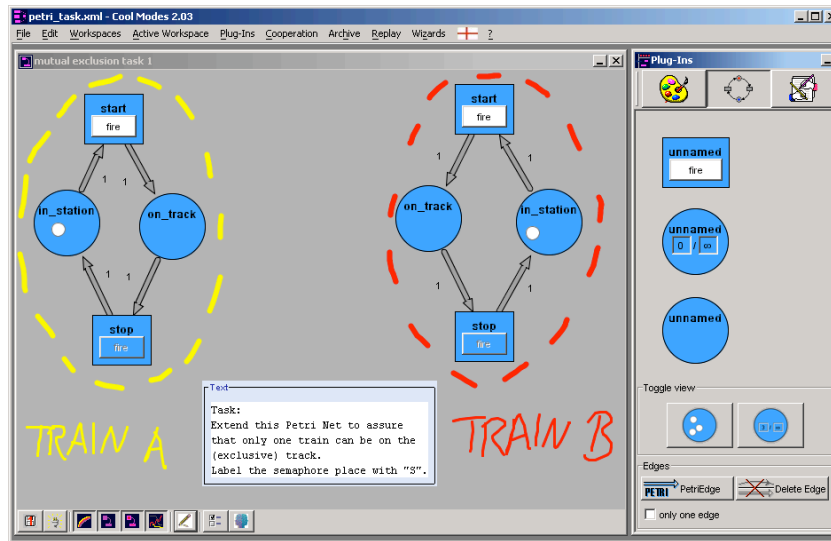 petri_task.xml - Cool Modes 2.03
File Edit Workspaces Active Workspace Plug-Ins Cooperation Archive Replay Wizards ?
mutual exclusion task 1
Plug-Ins
start
fire
1
1
in_station
on_track
1
1
stop
fire
TRAIN A
start
fire
1
1
on_track
in_station
1
1
stop
fire
TRAIN B
Text
Task:
Extend this Petri Net to assure
that only one train can be on the
(exclusive) track.
Label the semaphore place with "S".
unnamed
fire
unnamed
0 / ∞
unnamed
Toggle view
Edges
PETRI PetriEdge
Delete Edge
only one edge